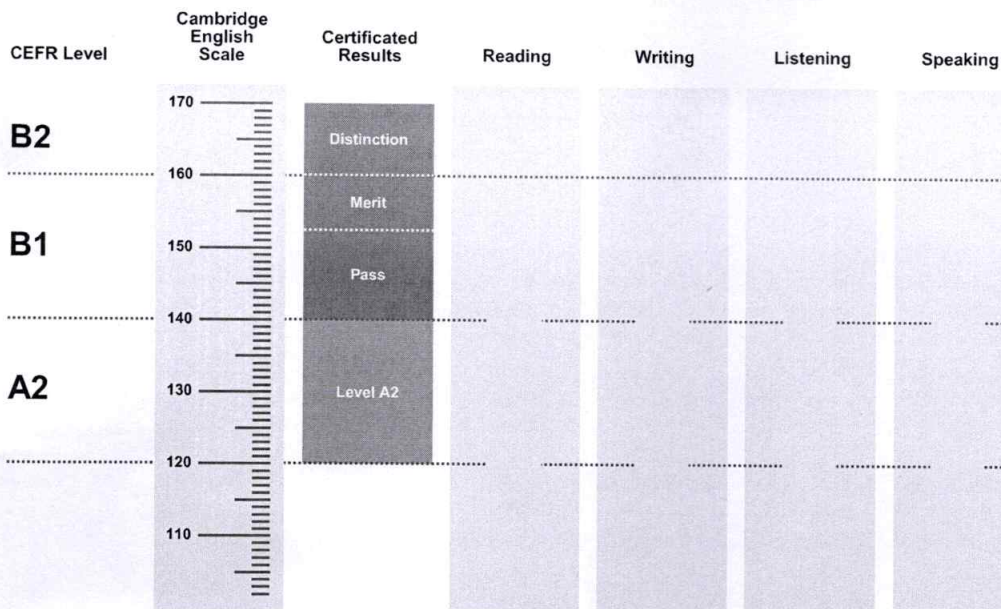 CEFR Level
Cambridge
English
Scale
Certificated
Results
Reading
Writing
Listening
Speaking
170
B2
Distinction
160
Merit
B1
150
Pass
140
A2
130
Level A2
120
110